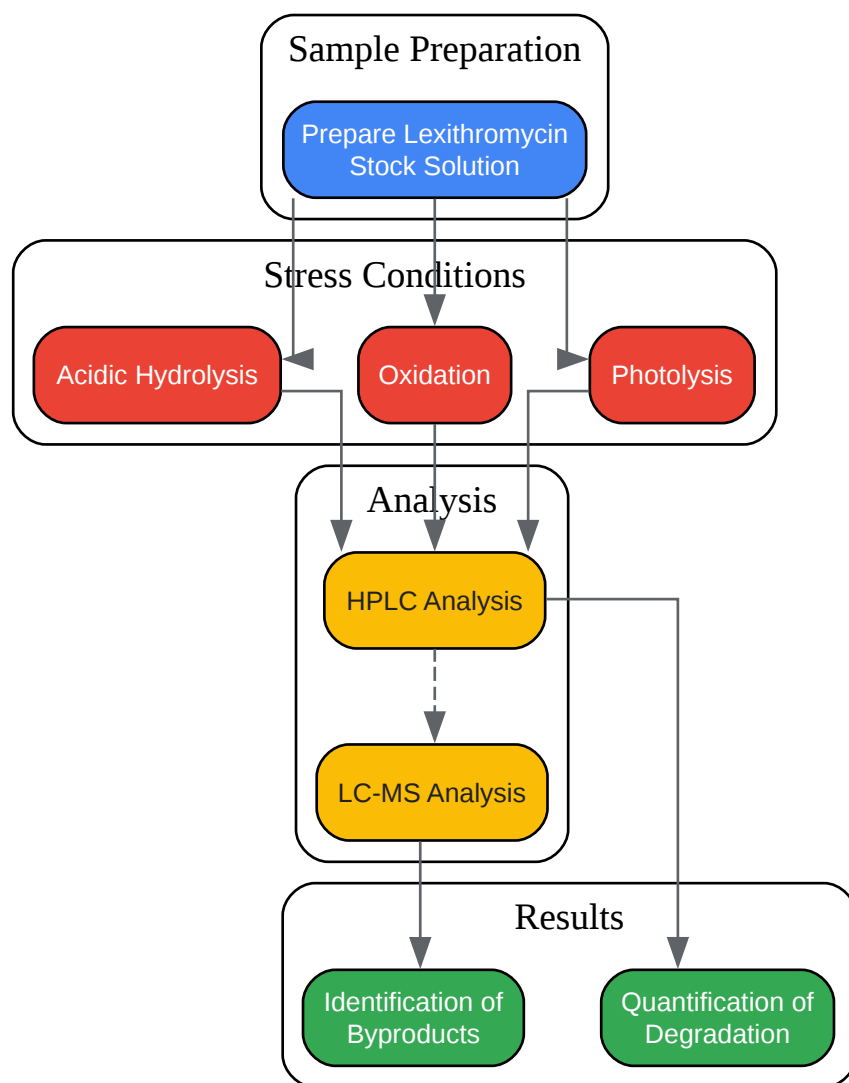 Sample Preparation
Prepare Lexithromycin
Stock Solution
Stress Conditions
Acidic Hydrolysis
Oxidation
Photolysis
Analysis
HPLC Analysis
LC-MS Analysis
Results
Identification of
Byproducts
Quantification of
Degradation